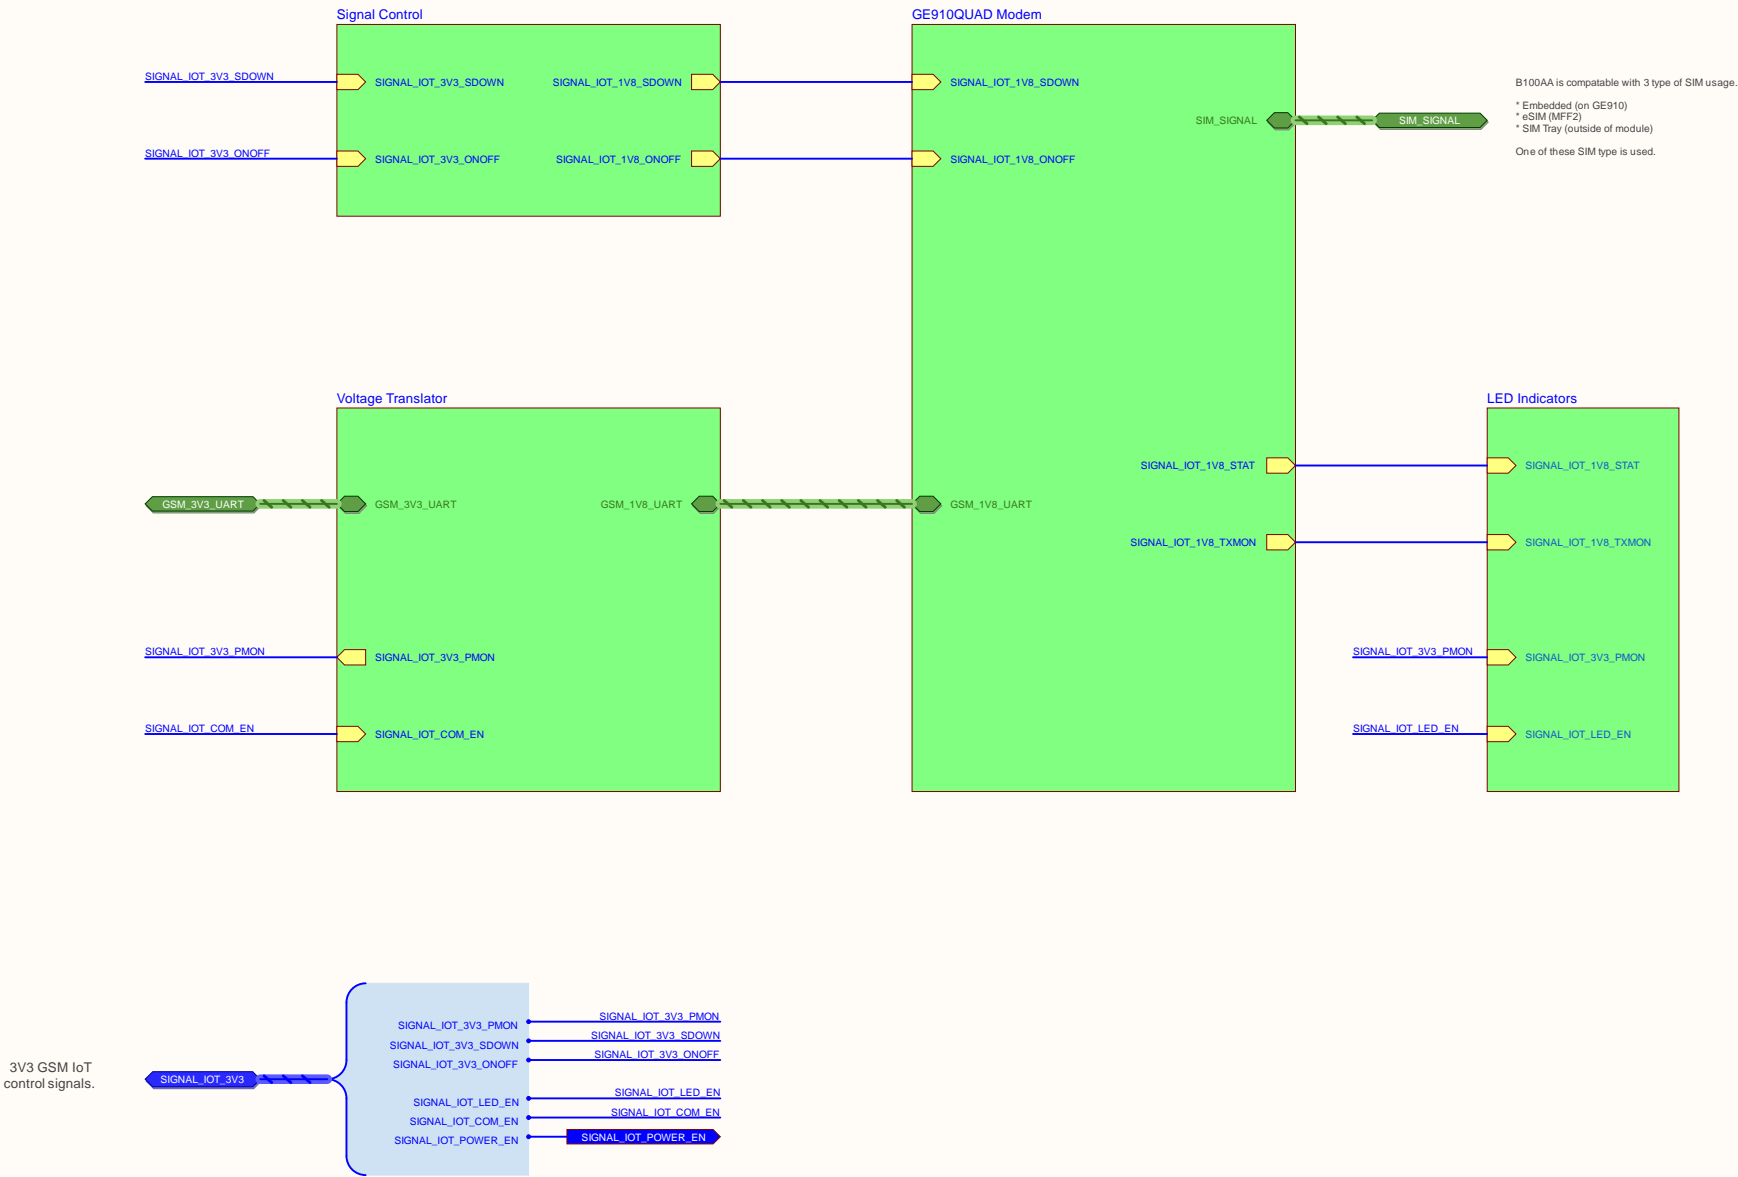 Signal Control
SIGNAL_IOT_3V3_SDOWN
SIGNAL_IOT_3V3_SDOWN
SIGNAL_IOT_1V8_SDOWN
SIGNAL_IOT_3V3_ONOFF
SIGNAL_IOT_3V3_ONOFF
SIGNAL_IOT_1V8_ONOFF
GE910QUAD Modem
SIGNAL_IOT_1V8_SDOWN
SIM_SIGNAL
SIM_SIGNAL
SIGNAL_IOT_1V8_ONOFF
B100AA is compatable with 3 type of SIM usage.
* Embedded (on GE910)
* eSIM (MFF2)
* SIM Tray (outside of module)
One of these SIM type is used.
Voltage Translator
GSM_3V3_UART
GSM_3V3_UART
GSM_1V8_UART
SIGNAL_IOT_3V3_PMON
SIGNAL_IOT_3V3_PMON
SIGNAL_IOT_COM_EN
SIGNAL_IOT_COM_EN
SIGNAL_IOT_1V8_STAT
GSM_1V8_UART
SIGNAL_IOT_1V8_TXMON
LED Indicators
SIGNAL_IOT_1V8_STAT
SIGNAL_IOT_1V8_TXMON
SIGNAL_IOT_3V3_PMON
SIGNAL_IOT_3V3_PMON
SIGNAL_IOT_LED_EN
SIGNAL_IOT_LED_EN
3V3 GSM IoT
control signals.
SIGNAL_IOT_3V3
SIGNAL_IOT_3V3_PMON
SIGNAL_IOT_3V3_PMON
SIGNAL_IOT_3V3_SDOWN
SIGNAL_IOT_3V3_SDOWN
SIGNAL_IOT_3V3_ONOFF
SIGNAL_IOT_3V3_ONOFF
SIGNAL_IOT_LED_EN
SIGNAL_IOT_LED_EN
SIGNAL_IOT_COM_EN
SIGNAL_IOT_COM_EN
SIGNAL_IOT_POWER_EN
SIGNAL_IOT_POWER_EN